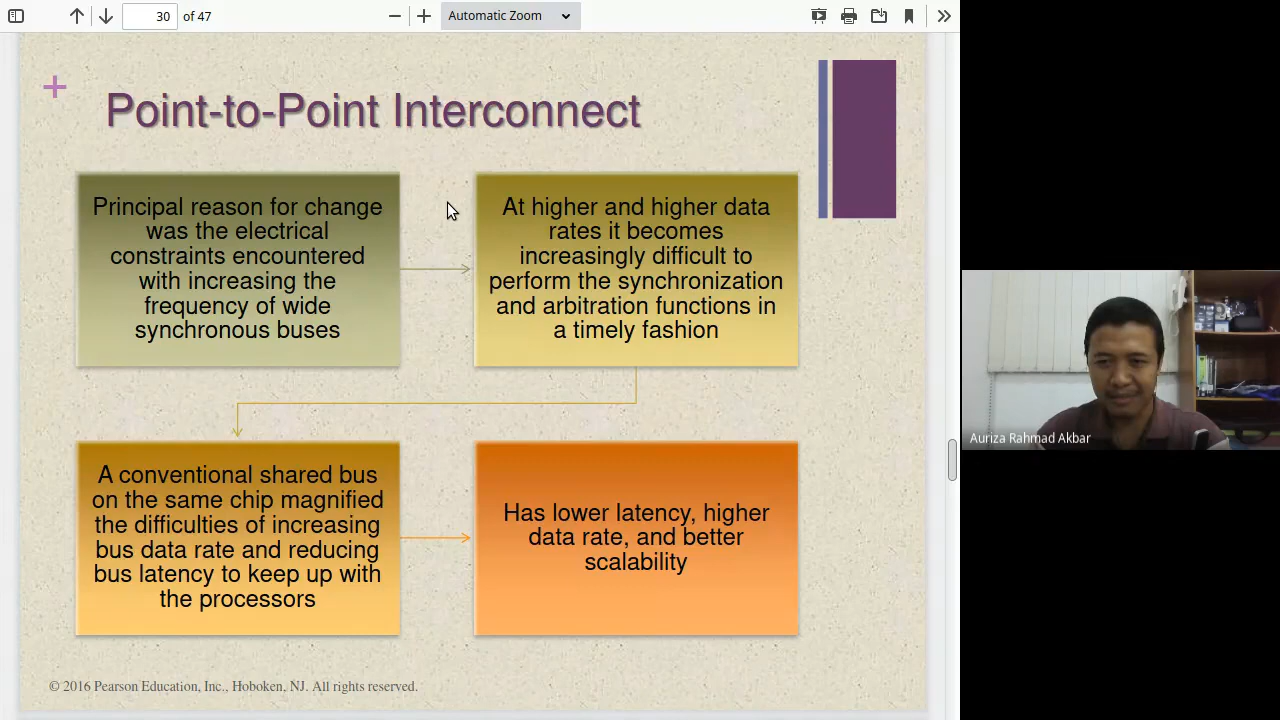 30 of 47
Automatic Zoom
+
Point-to-Point Interconnect
Principal reason for change
was the electrical
constraints encountered
with increasing the
frequency of wide
synchronous buses
At higher and higher data
rates it becomes
increasingly difficult to
perform the synchronization
and arbitration functions in
a timely fashion
A conventional shared bus
on the same chip magnified
the difficulties of increasing
bus data rate and reducing
bus latency to keep up with
the processors
Has lower latency, higher
data rate, and better
scalability
© 2016 Pearson Education, Inc., Hoboken, NJ. All rights reserved.
Auriza Rahmad Akbar